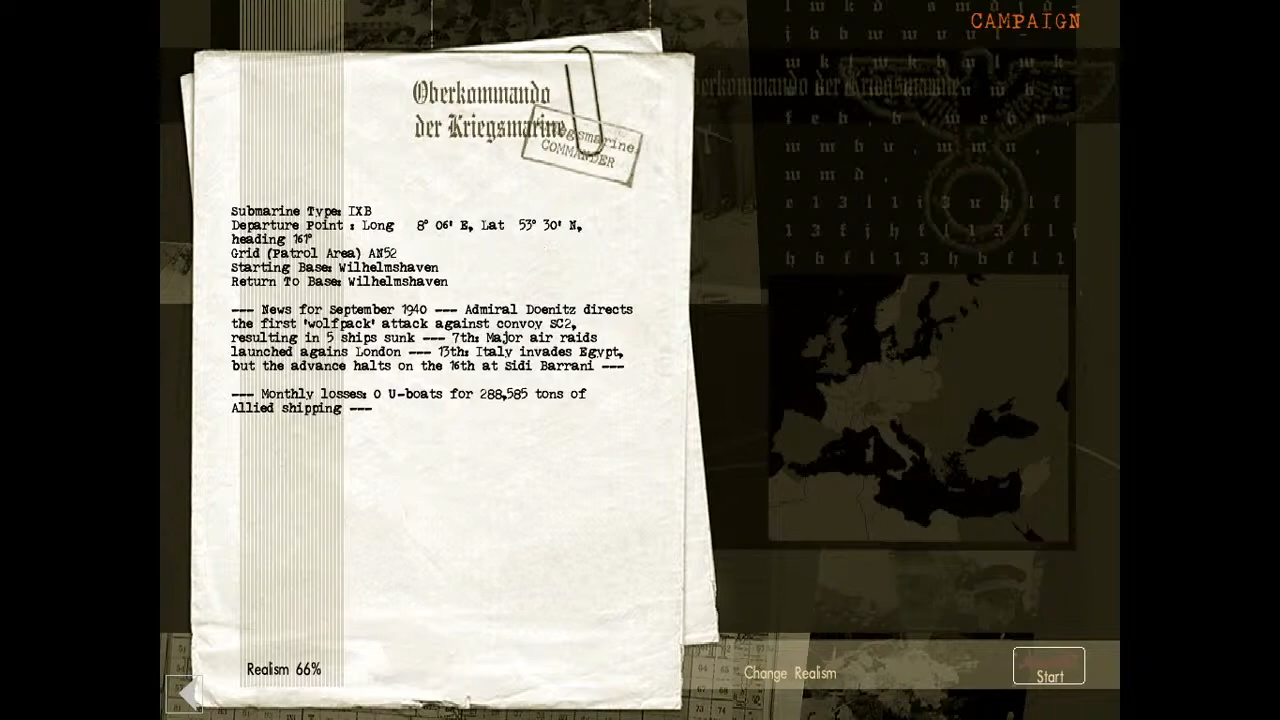 CAMPAIGN
Oberkommando
der Kriegsmarine
Kriegsmarine
COMMANDER
Oberkommando der Kriegsmarine
Submarine Type: IXB
Departure Point : Long 8° 06' E, Lat 53° 30' N,
heading 161°
Grid (Patrol Area) AN52
Starting Base: Wilhelmshaven
Return To Base: Wilhelmshaven
--- News for September 1940 --- Admiral Doenitz directs
the first 'wolfpack' attack against convoy SC2,
resulting in 5 ships sunk --- 7th: Major air raids
launched agains London --- 13th: Italy invades Egypt,
but the advance halts on the 16th at Sidi Barrani ---
--- Monthly losses: 0 U-boats for 288,585 tons of
Allied shipping ---
Realism 66%
Change Realism
Start